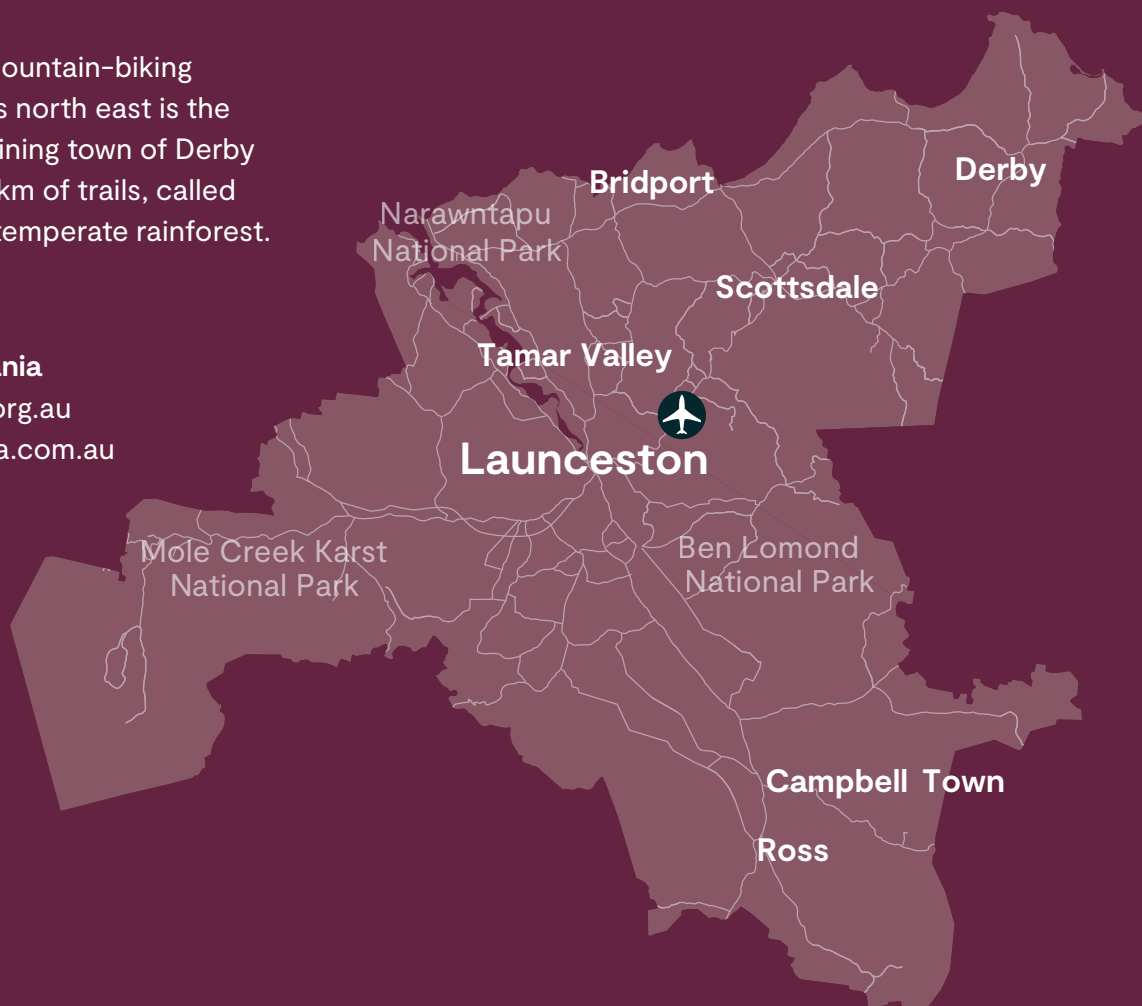 ountain-biking
s north east is the
ining town of Derby
km of trails, called
temperate rainforest.
nia
org.au
a.com.au
Bridport
Derby
Narawntapu
National Park
Scottsdale
Tamar Valley
Launceston
Mole Creek Karst
National Park
Ben Lomond
National Park
Campbell Town
Ross